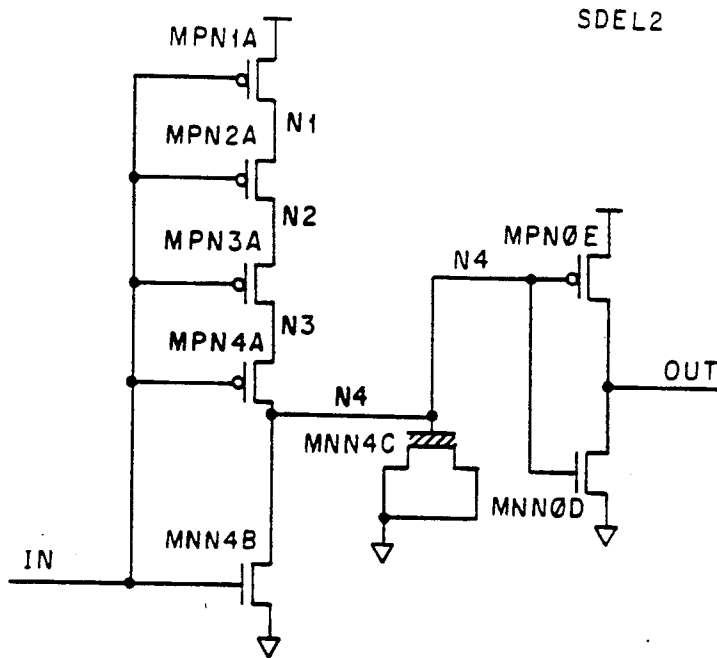 SDEL2
MPN1A
N1
MPN2A
N2
MPN3A
N3
MPN4A
N4
MNN4C
MNN4B
IN
N4
MPNØE
OUT
MNNØD